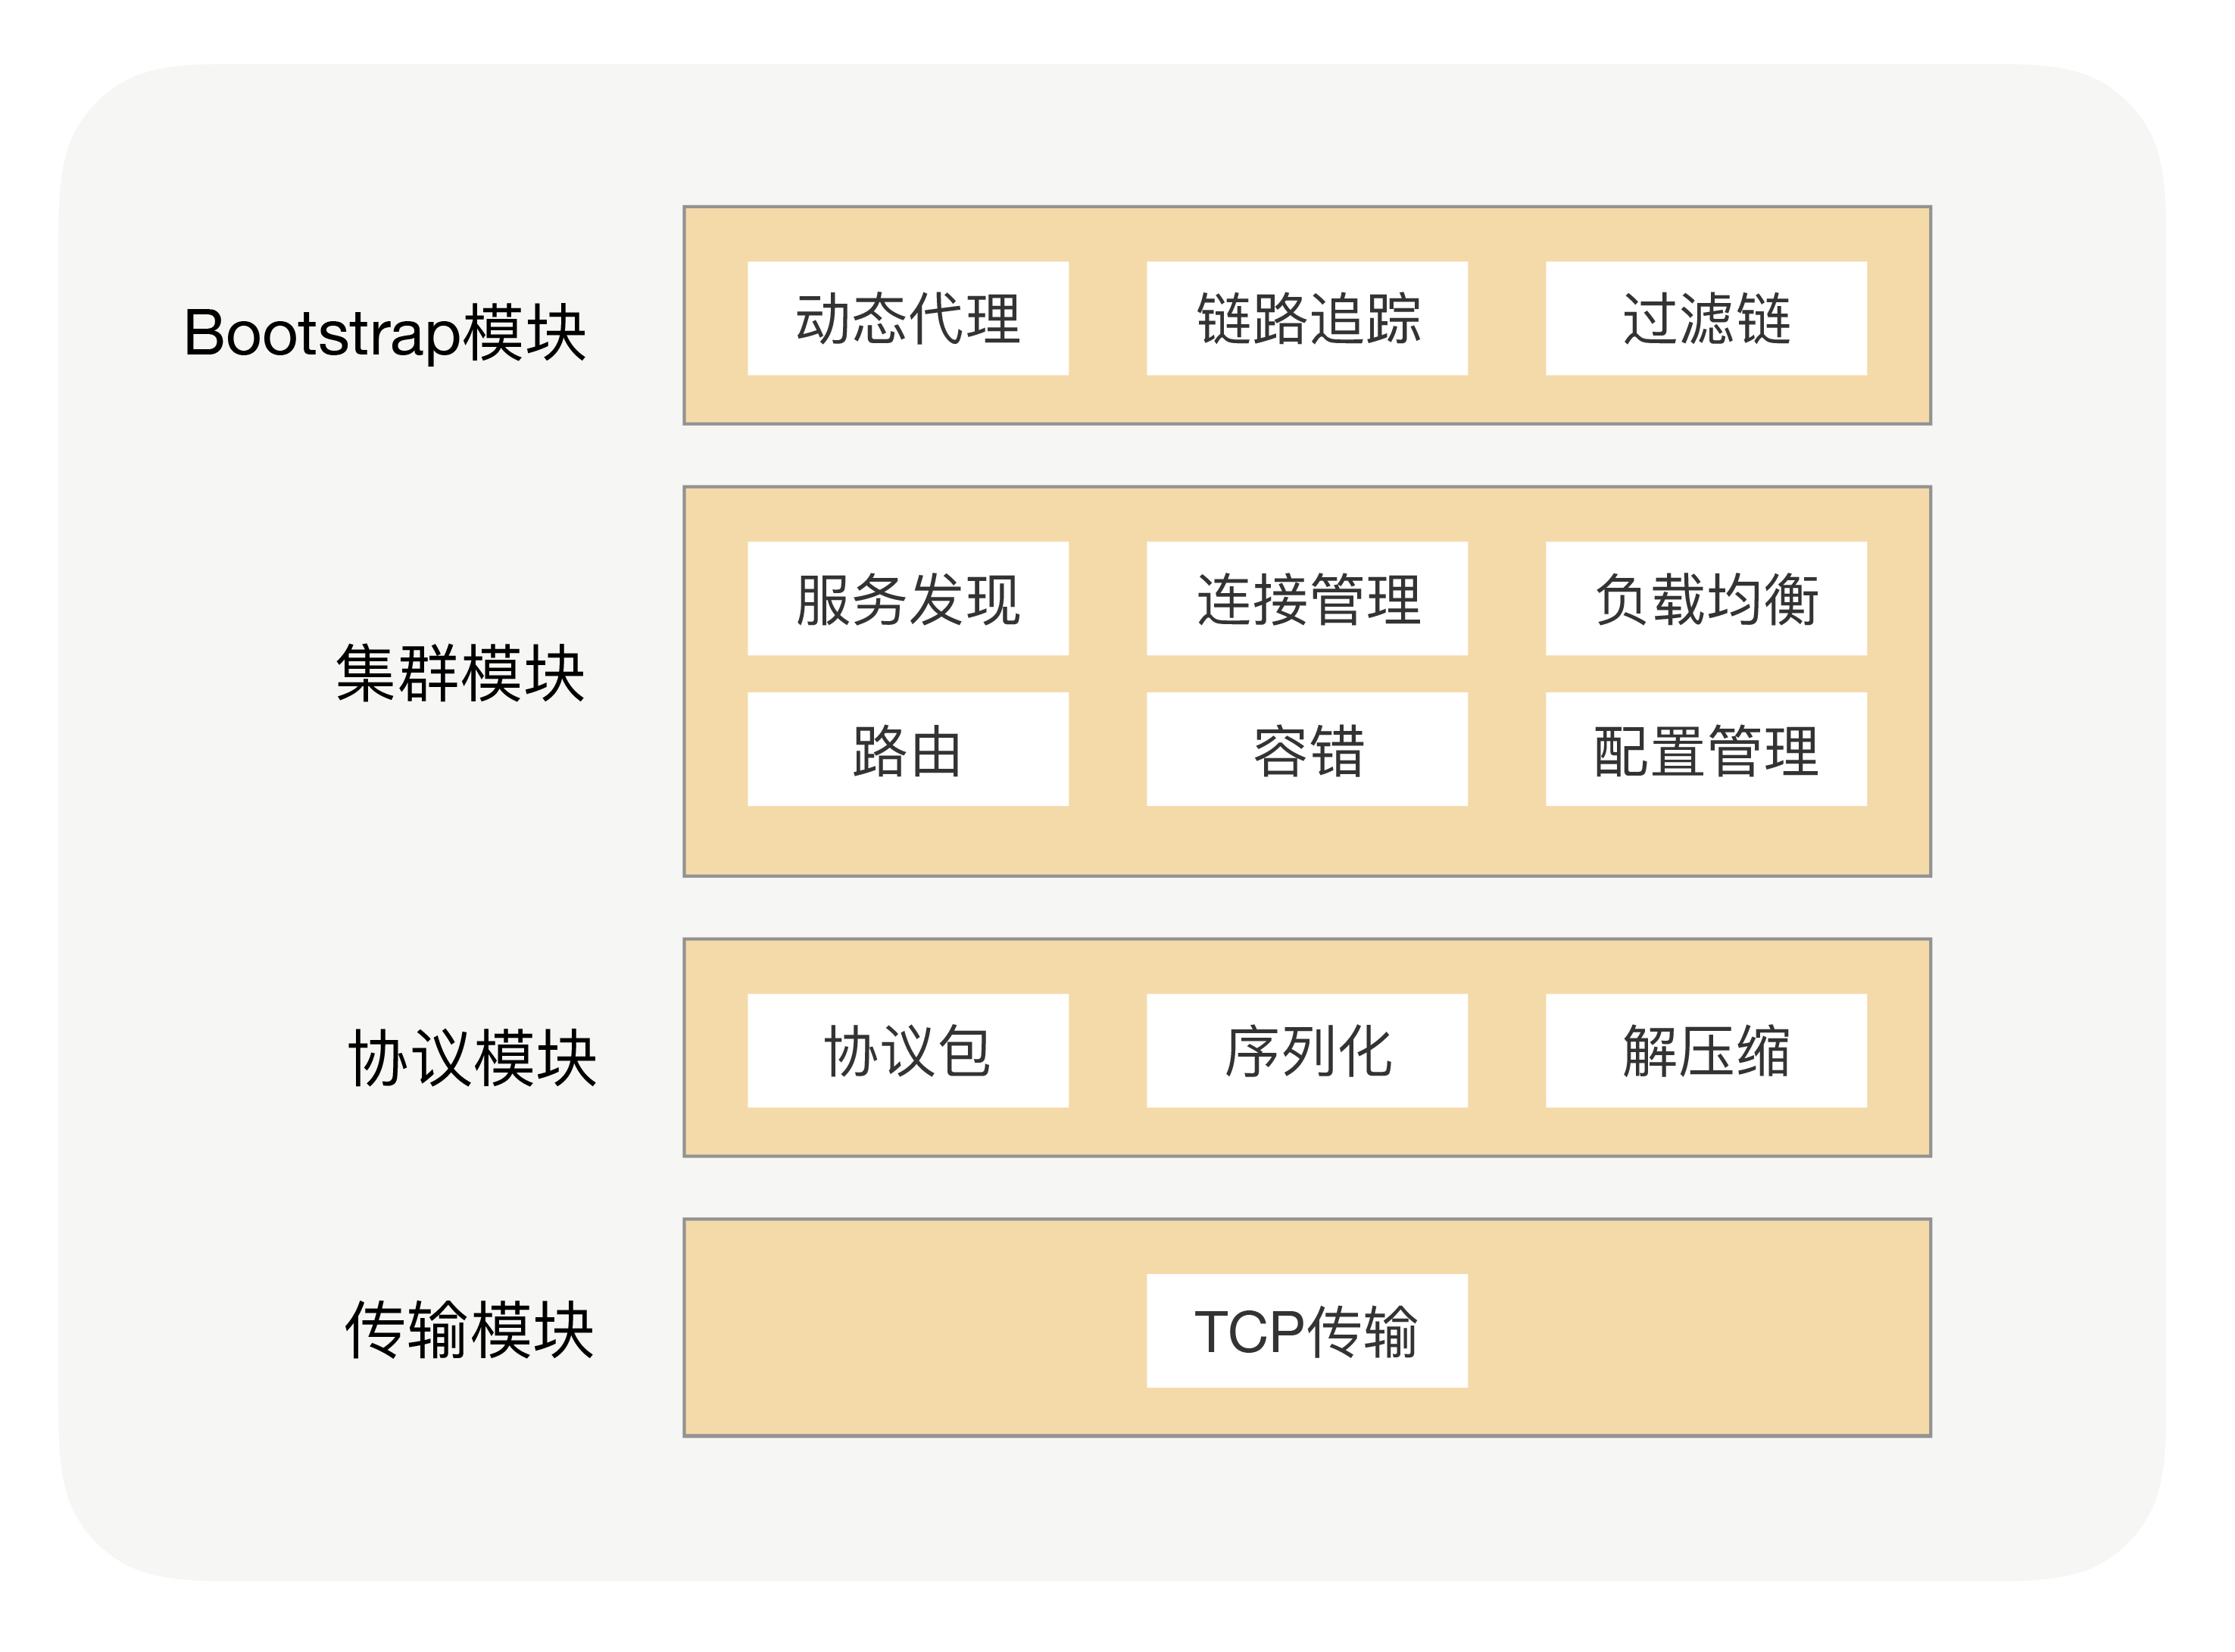 Bootstrap模块
动态代理
链路追踪
过滤链
集群模块
服务发现
连接管理
负载均衡
路由
容错
配置管理
协议模块
协议包
序列化
解压缩
传输模块
TCP传输